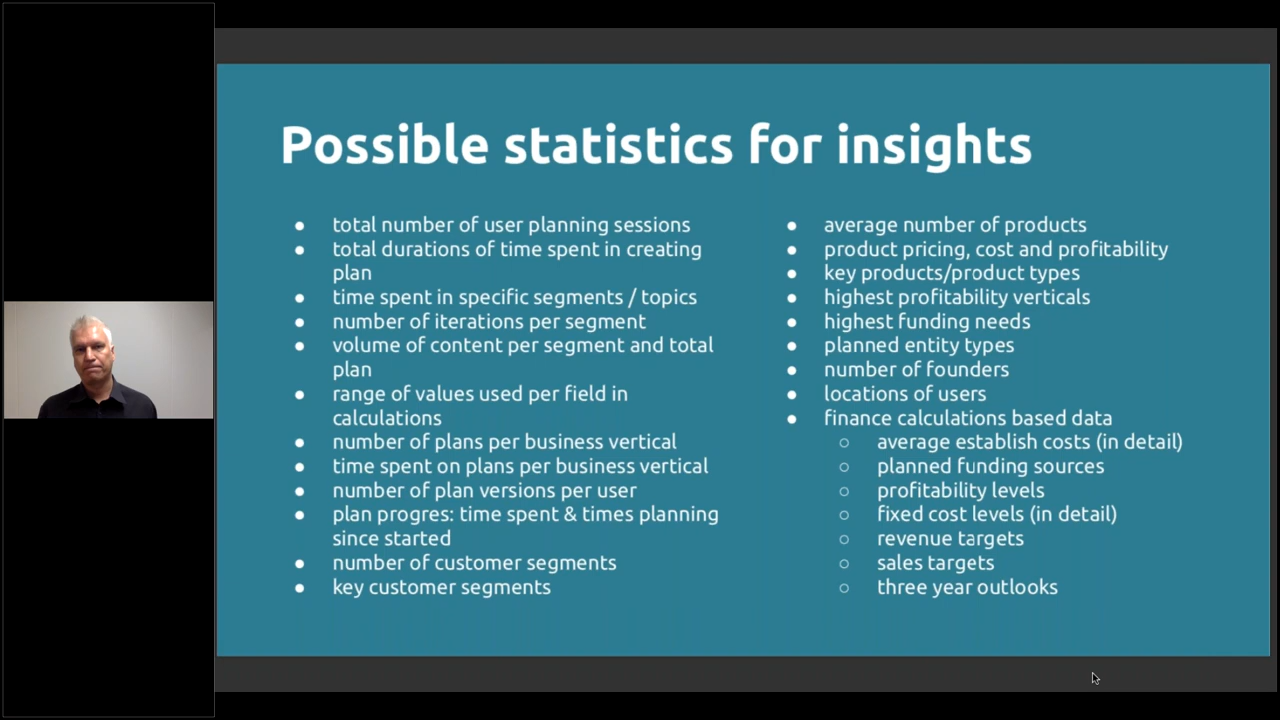 Possible statistics for insights
● total number of user planning sessions
● total durations of time spent in creating
plan
● time spent in specific segments / topics
● number of iterations per segment
● volume of content per segment and total
plan
● range of values used per field in
calculations
● number of plans per business vertical
● time spent on plans per business vertical
● number of plan versions per user
● plan progres: time spent & times planning
since started
● number of customer segments
● key customer segments
● average number of products
● product pricing, cost and profitability
● key products/product types
● highest profitability verticals
● highest funding needs
● planned entity types
● number of founders
● locations of users
● finance calculations based data
○ average establish costs (in detail)
○ planned funding sources
○ profitability levels
○ fixed cost levels (in detail)
○ revenue targets
○ sales targets
○ three year outlooks